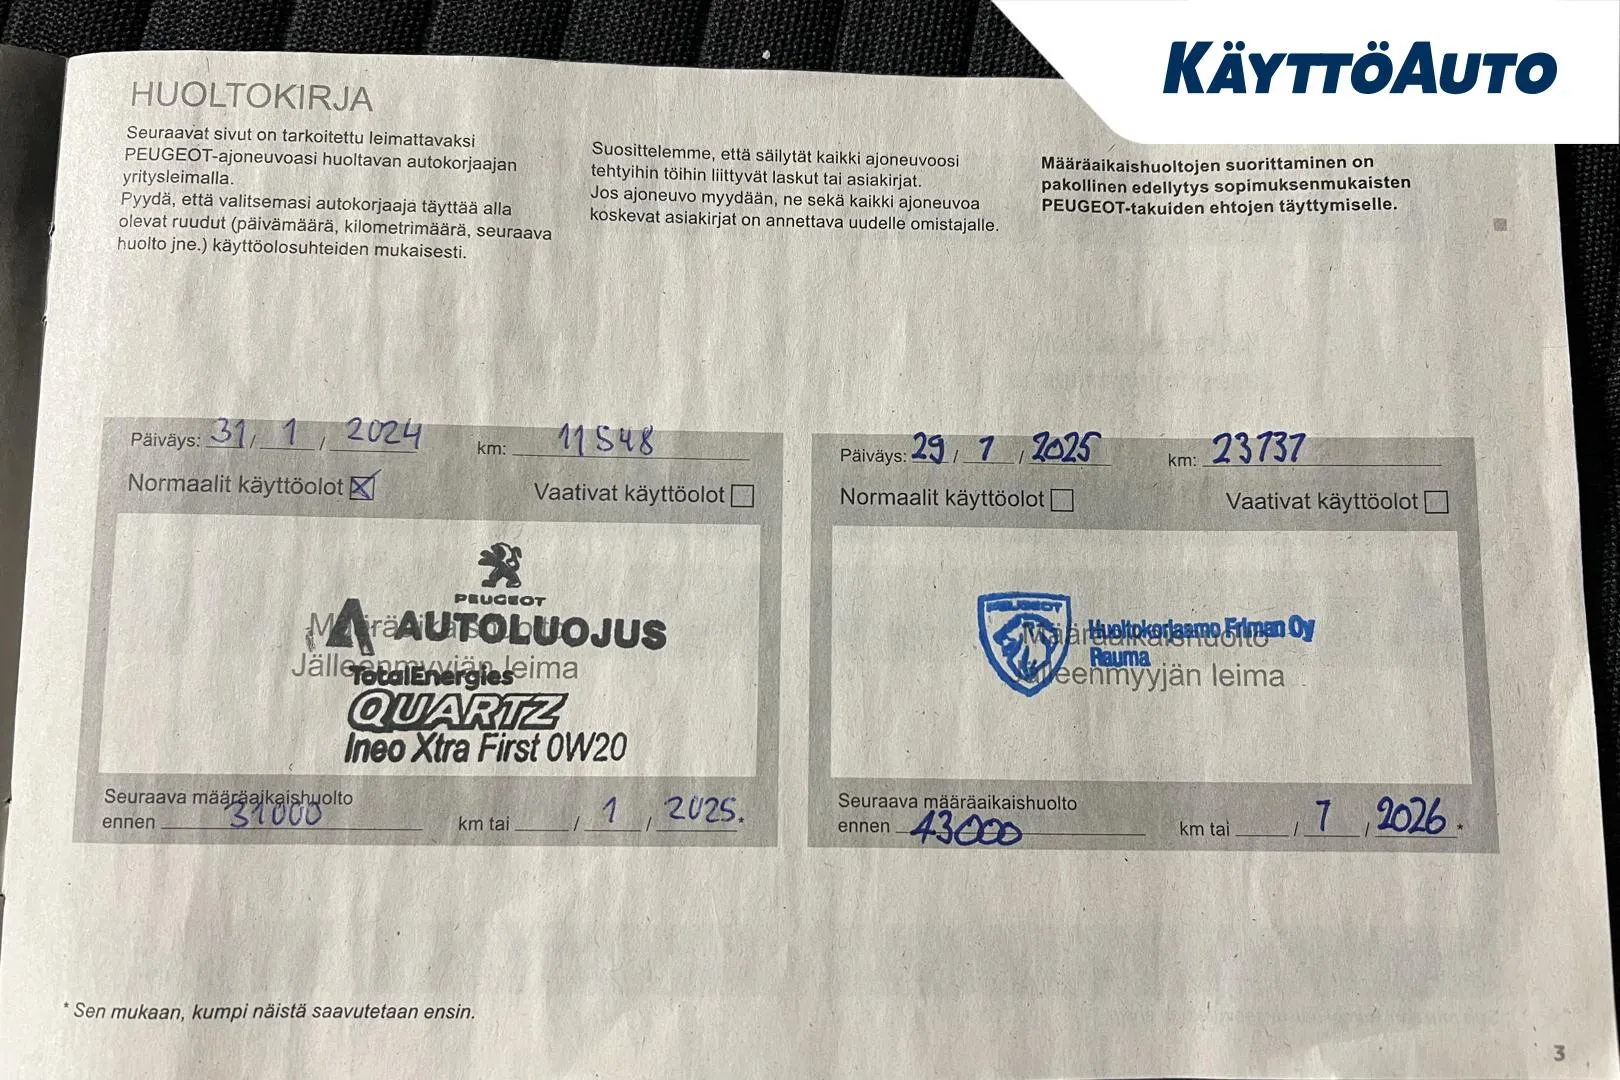 KÄYTTÖAUTO
HUOLTOKIRJA
Seuraavat sivut on tarkoitettu leimattavaksi
PEUGEOT-ajoneuvoasi huoltavan autokorjaajan
yritysleimalla.
Pyydä, että valitsemasi autokorjaaja täyttää alla
olevat ruudut (päivämäärä, kilometrimäärä, seuraava
huolto jne.) käyttöolosuhteiden mukaisesti.
Suosittelemme, että säilytät kaikki ajoneuvoosi
tehtyihin töihin liittyvät laskut tai asiakirjat.
Jos ajoneuvo myydään, ne sekä kaikki ajoneuvoa
koskevat asiakirjat on annettava uudelle omistajalle.
Määräaikaishuoltojen suorittaminen on
pakollinen edellytys sopimuksenmukaisten
PEUGEOT-takuiden ehtojen täyttymiselle.
Päiväys: 31 / 1 / 2024 km: 11548
Normaalit käyttöolot Vaativat käyttöolot
PEUGEOT
AUTOLUOJUS
Jälleenmyyjän leima
TotalEnergies
QUARTZ
Ineo Xtra First 0W20
Seuraava määräaikaishuolto
ennen 31000 km tai / 1 / 2025. *
Päiväys: 29 / 7 / 2025 km: 23737
Normaalit käyttöolot Vaativat käyttöolot
PEUGEOT
Huoltokorjaamo Friman Oy
Määräaikaishuolto
Rauma
Jälleenmyyjän leima
Seuraava määräaikaishuolto
ennen 43000 km tai / 7 / 2026 *
* Sen mukaan, kumpi näistä saavutetaan ensin.
3